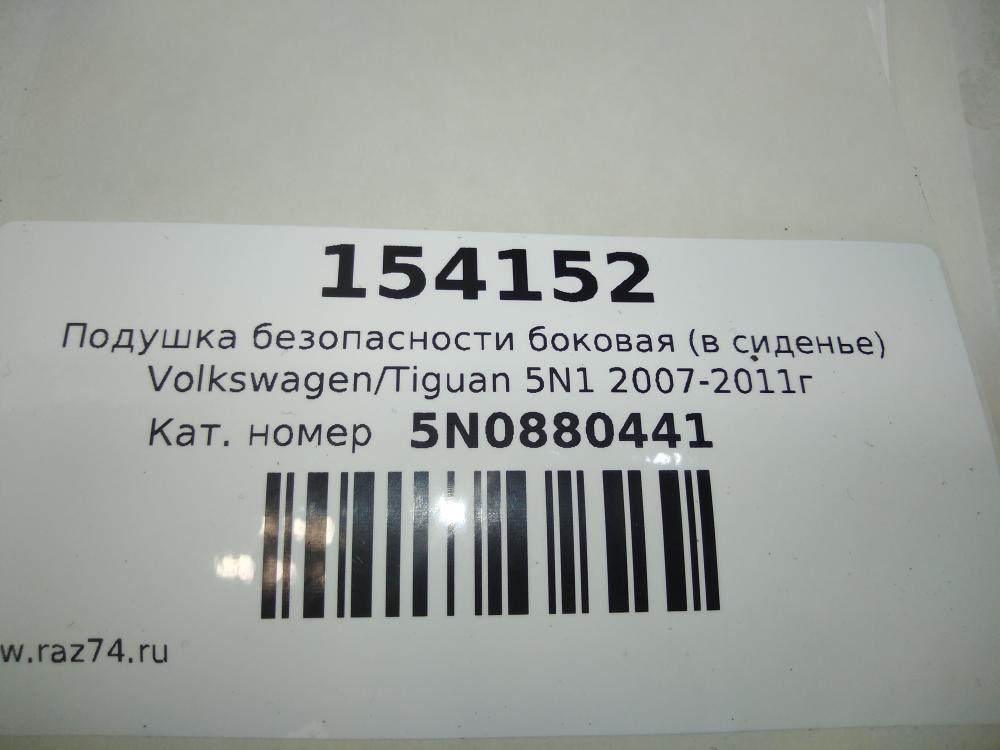 154152
Подушка безопасности боковая (в сиденье)
Volkswagen/Tiguan 5N1 2007-2011г
Кат. номер 5N0880441
w.raz74.ru